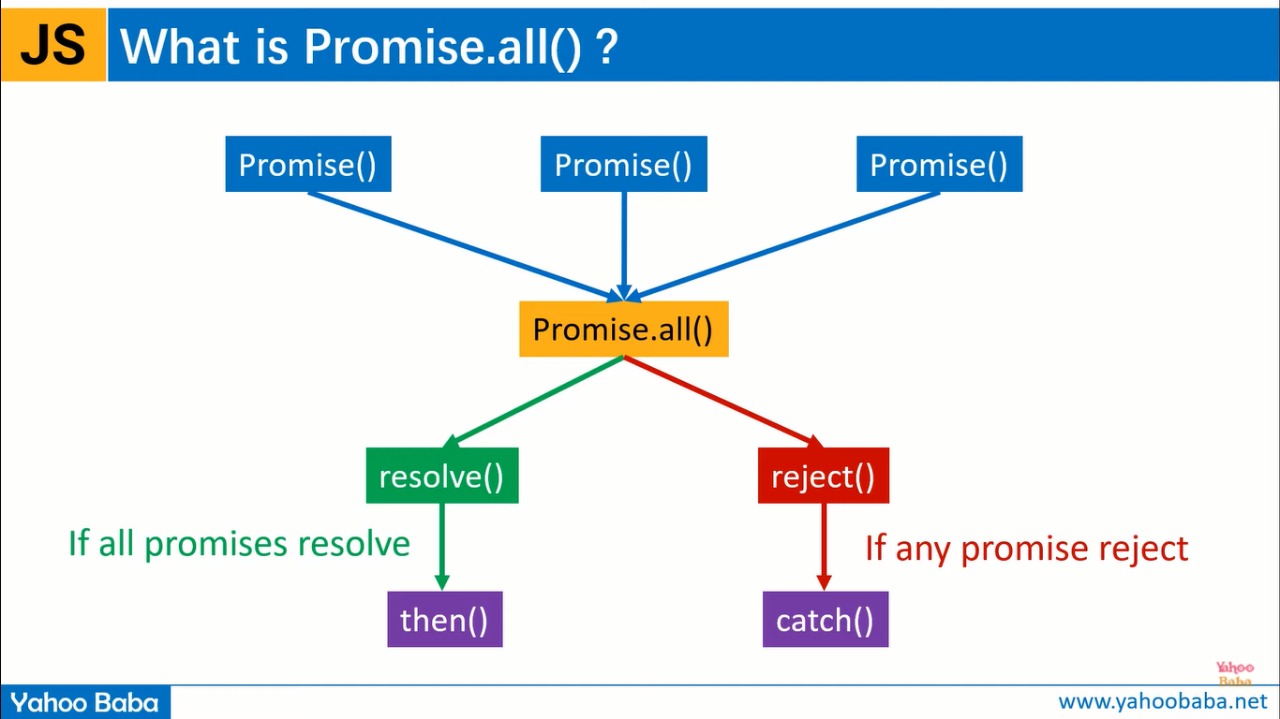 JS What is Promise.all() ?
Promise() Promise() Promise()
Promise.all()
resolve() reject()
If all promises resolve If any promise reject
then() catch()
Yahoo
Baba
Yahoo Baba www.yahoobaba.net